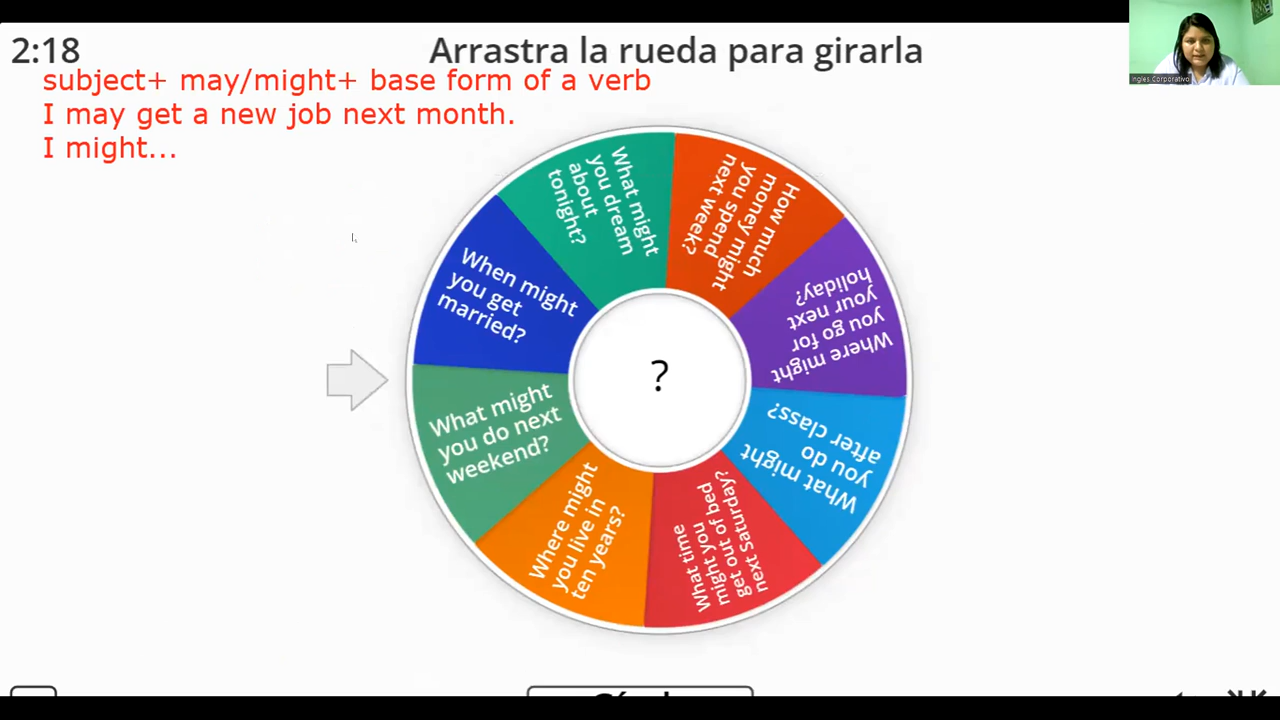 2:18
Arrastra la rueda para girarla
Ingles Corporativo
subject+ may/might+ base form of a verb
I may get a new job next month.
I might...
What might
you dream
about
tonight?
How much
money might
you spend
next week?
Where might
you go for
your next
holiday?
What might
you do
after class?
What time
might you
get out of bed
next Saturday?
Where might
you live in
ten years?
What might
you do next
weekend?
When might
you get
married?
?